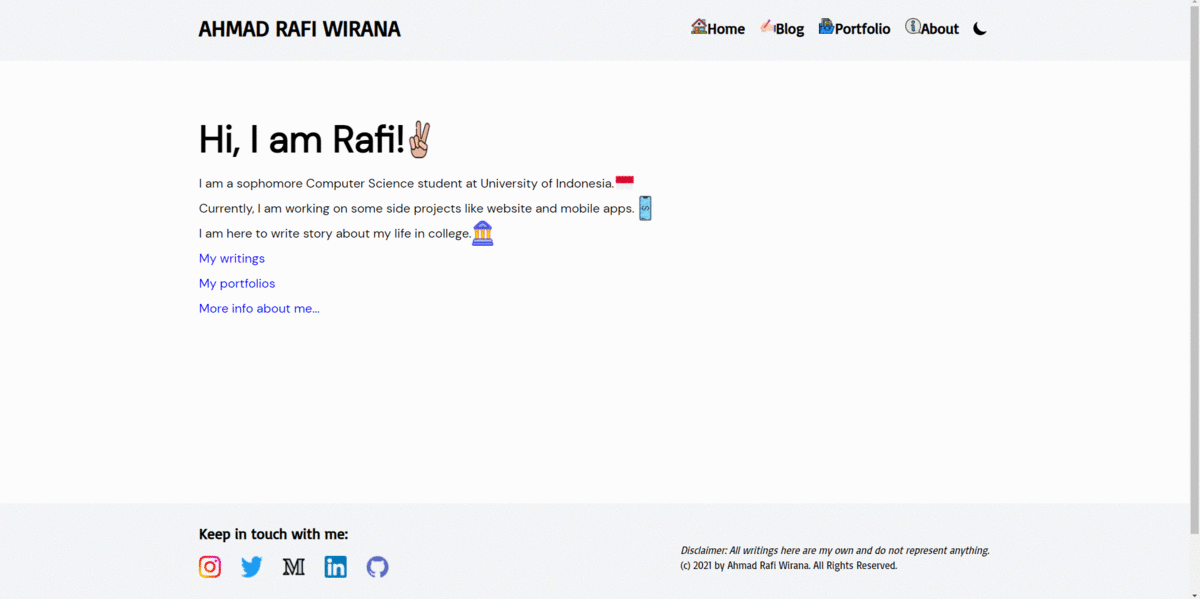 AHMAD RAFI WIRANA
Home Blog Portfolio About
Hi, I am Rafi!
I am a sophomore Computer Science student at University of Indonesia.
Currently, I am working on some side projects like website and mobile apps.
I am here to write story about my life in college.
My writings
My portfolios
More info about me...
Keep in touch with me:
Disclaimer: All writings here are my own and do not represent anything.
(c) 2021 by Ahmad Rafi Wirana. All Rights Reserved.